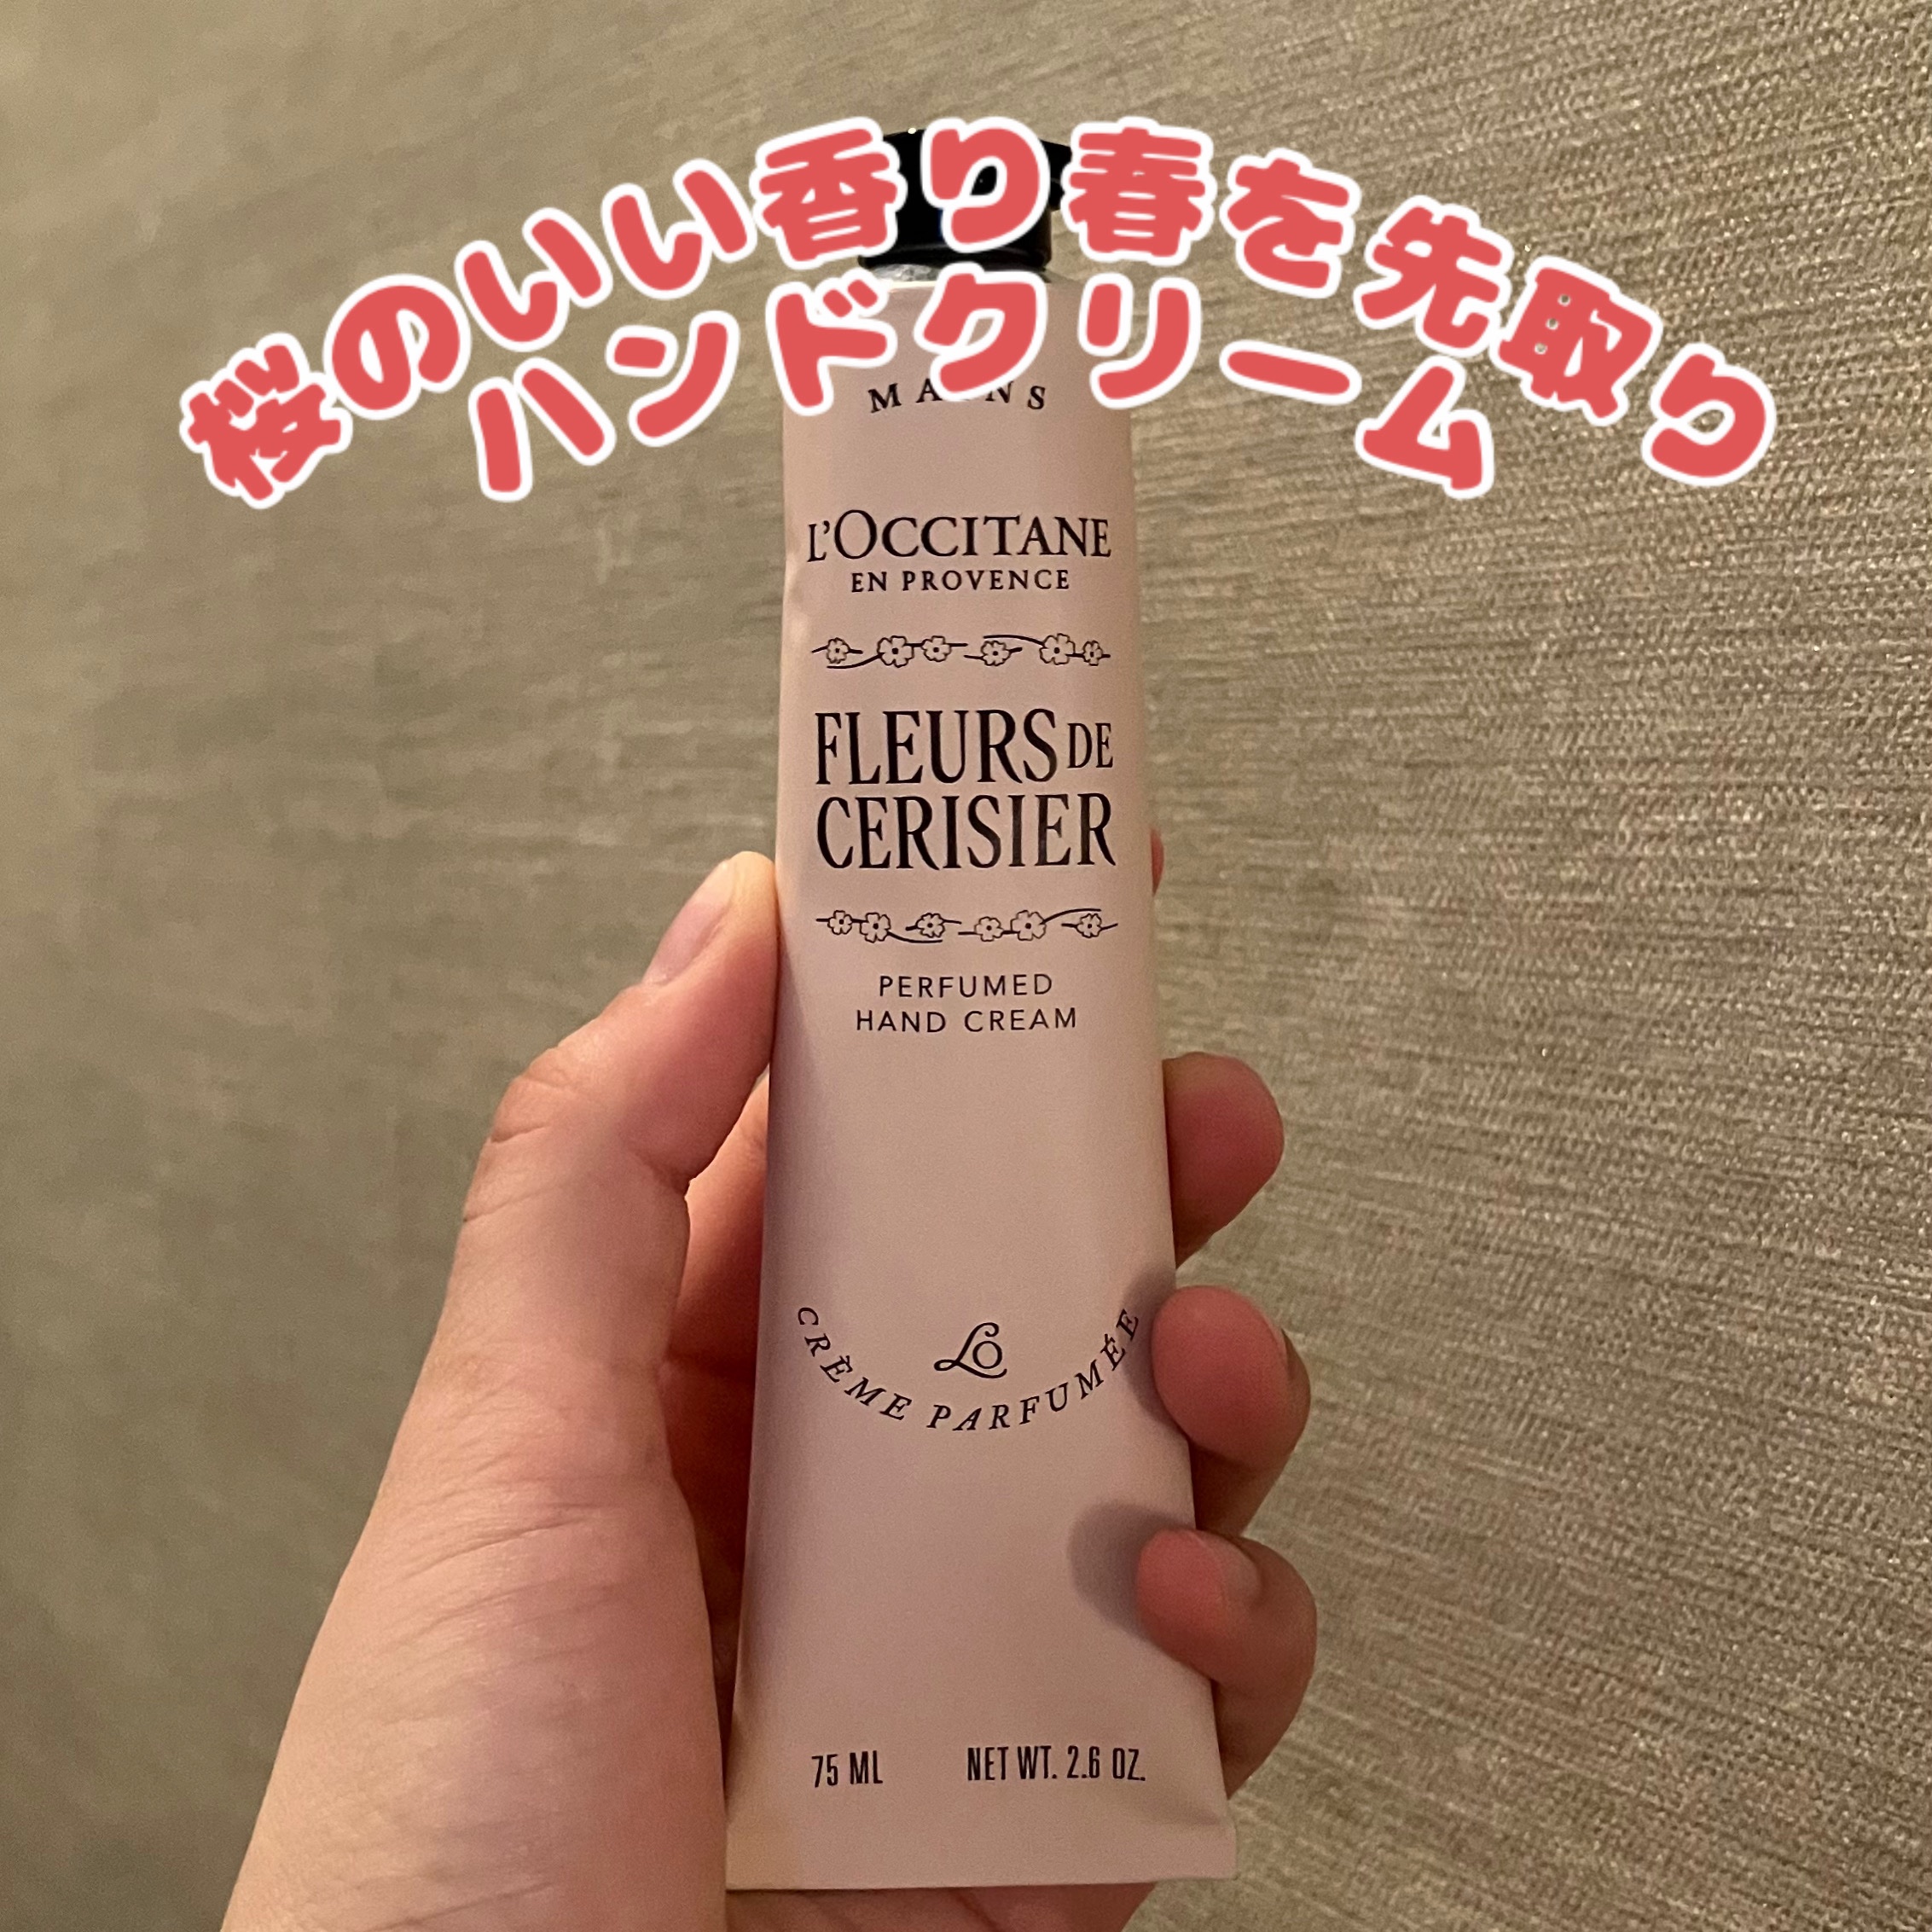 桜のいい香り春を先取り
ハンドクリーム
MAINS
L'OCCITANE
EN PROVENCE
FLEURS DE
CERISIER
PERFUMED
HAND CREAM
LO
CRÈME PARFUMÉE
75 ML NET WT. 2.6 OZ.